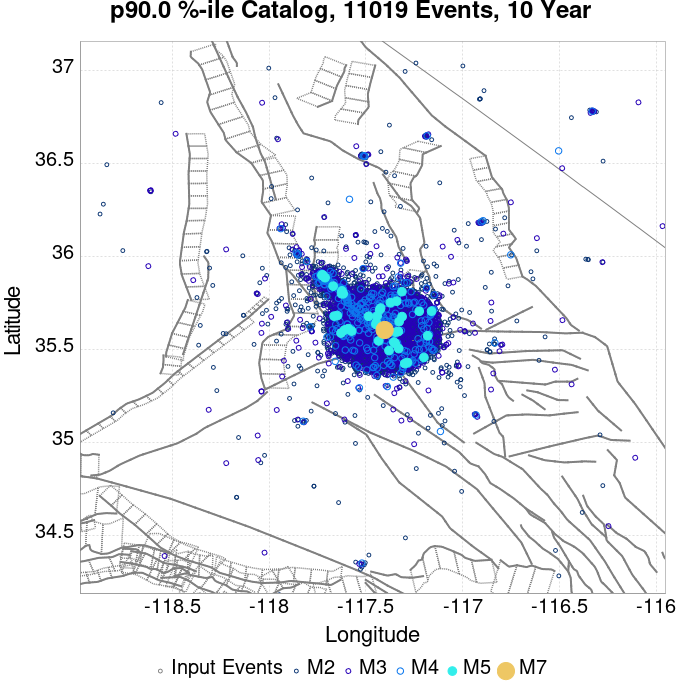 p90.0 %-ile Catalog, 11019 Events, 10 Year
37
36.5
36
35.5
35
34.5
Latitude
-118.5 -118 -117.5 -117 -116.5 -116
Longitude
Input Events M2 M3 M4 M5 M7